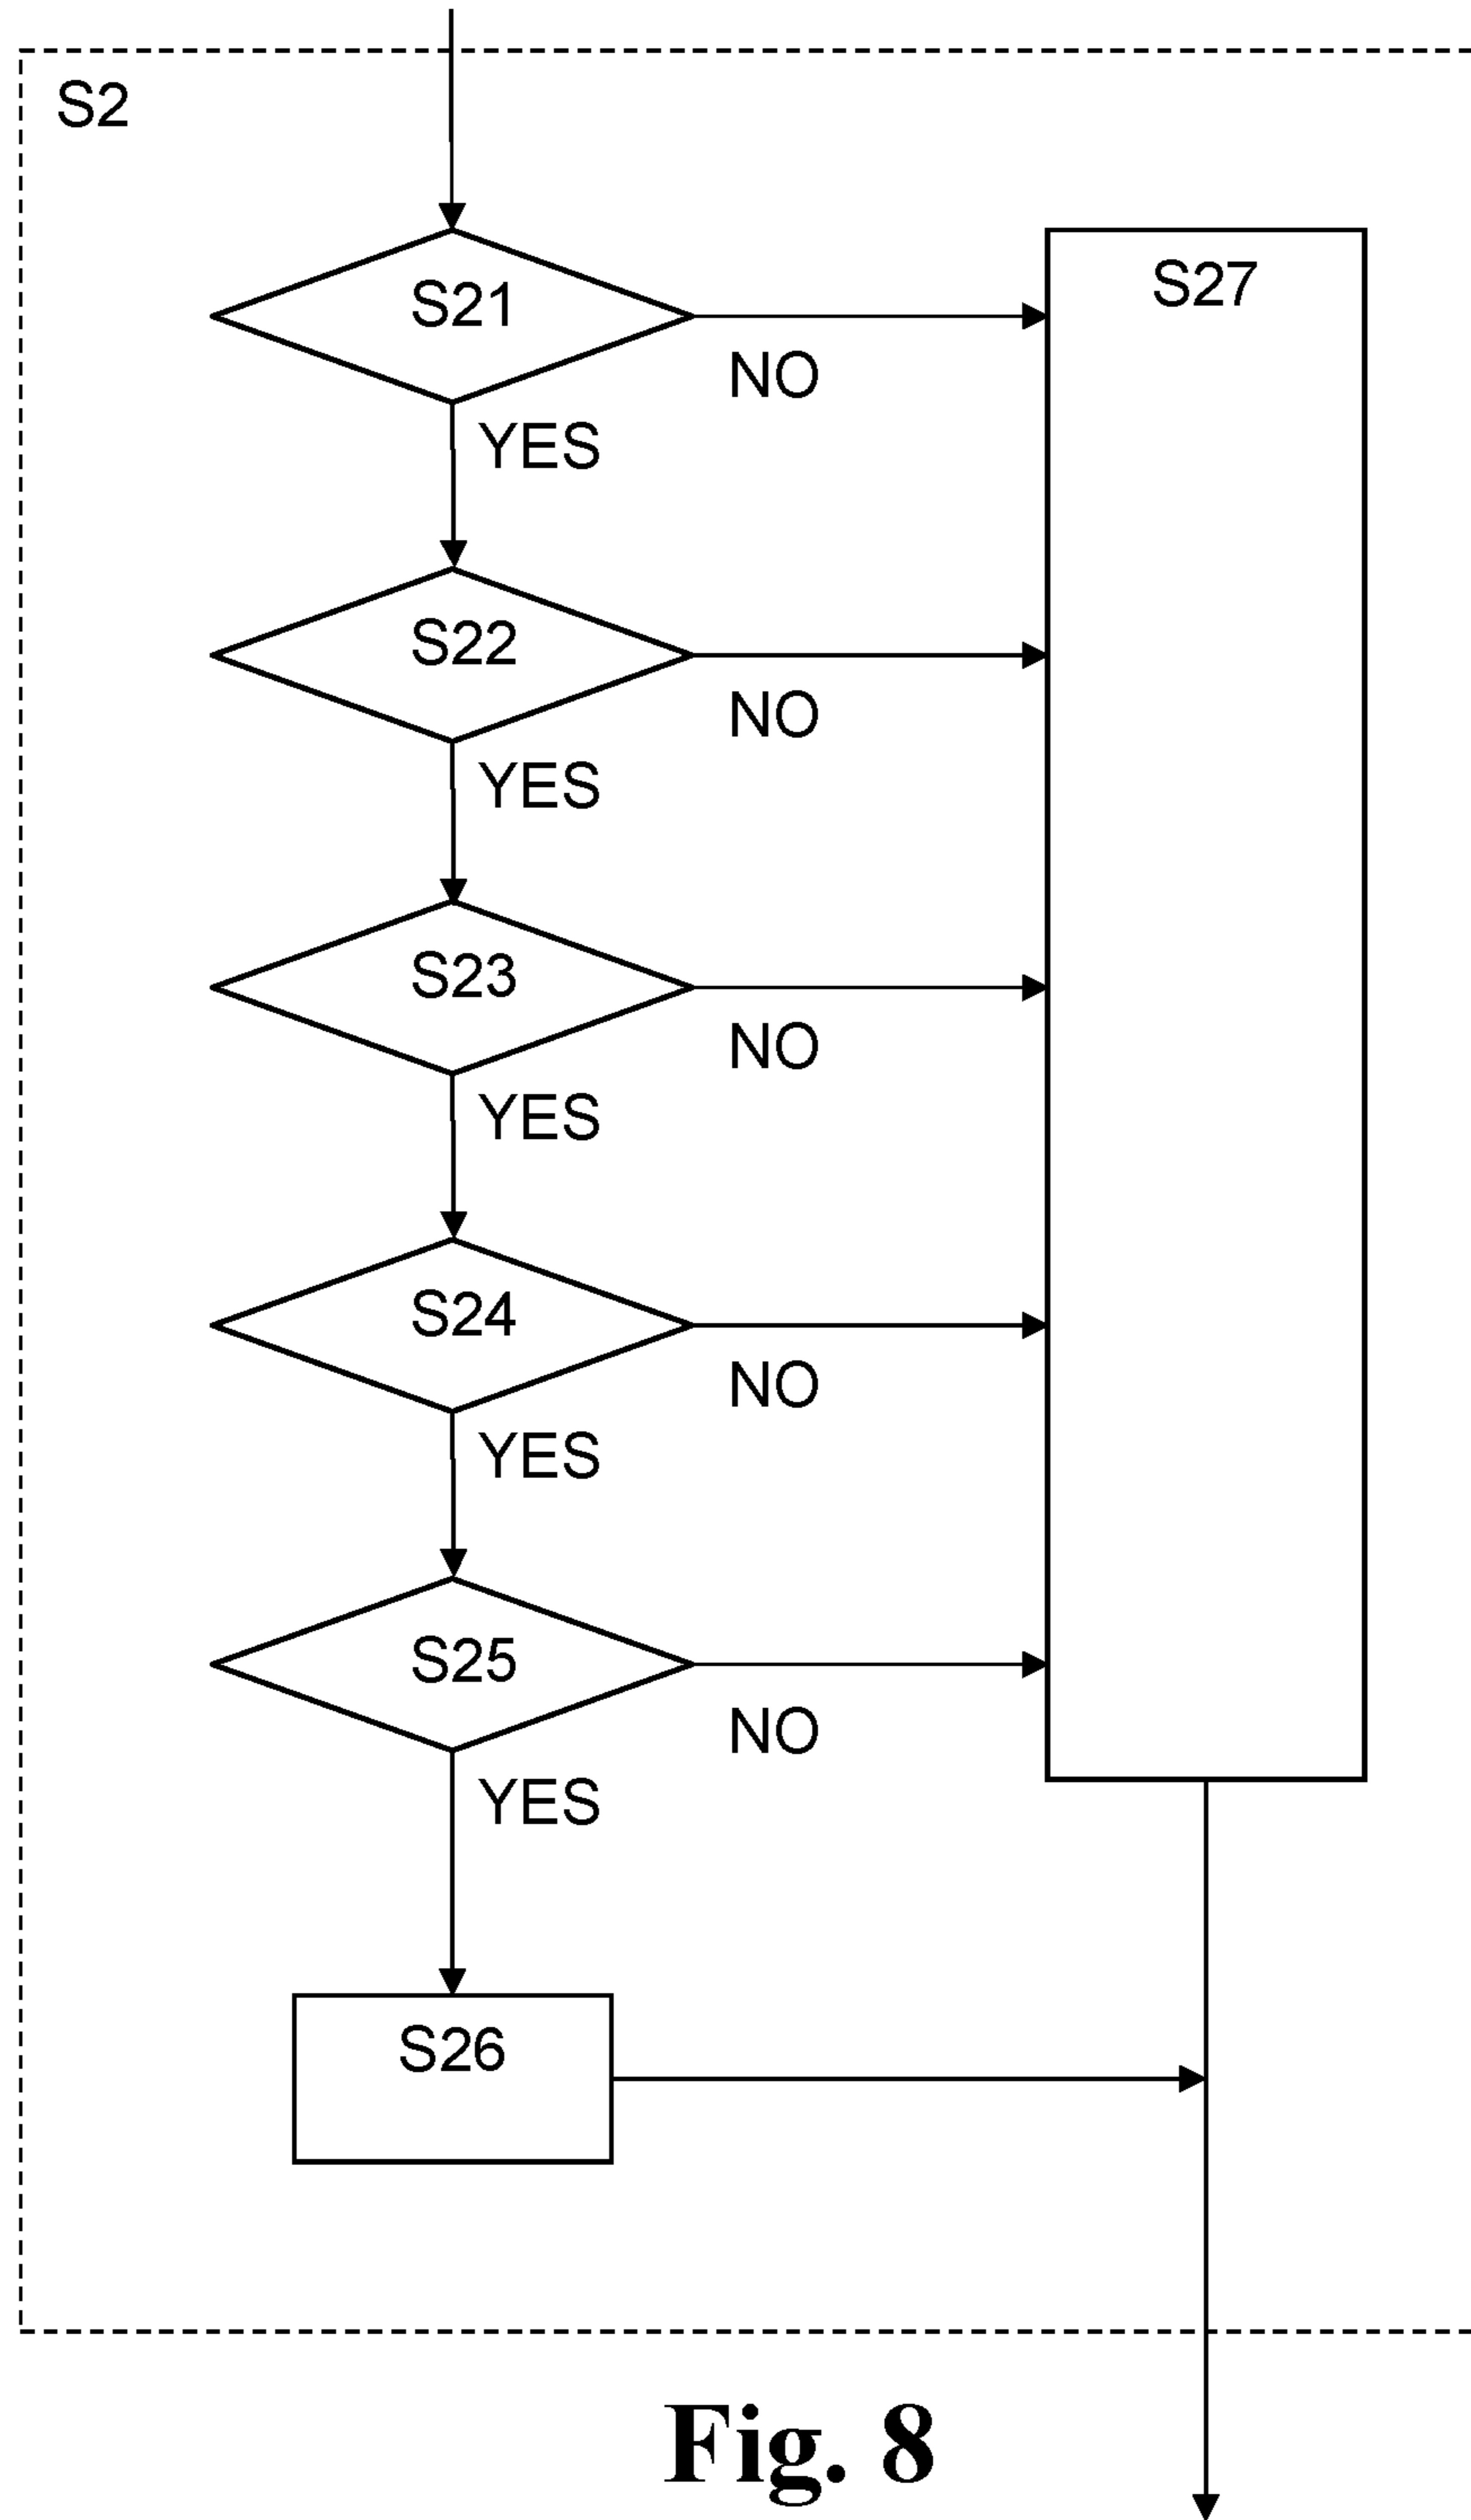 S2
S21
S27
NO
YES
S22
NO
YES
S23
NO
YES
S24
NO
YES
S25
NO
YES
S26
Fig. 8